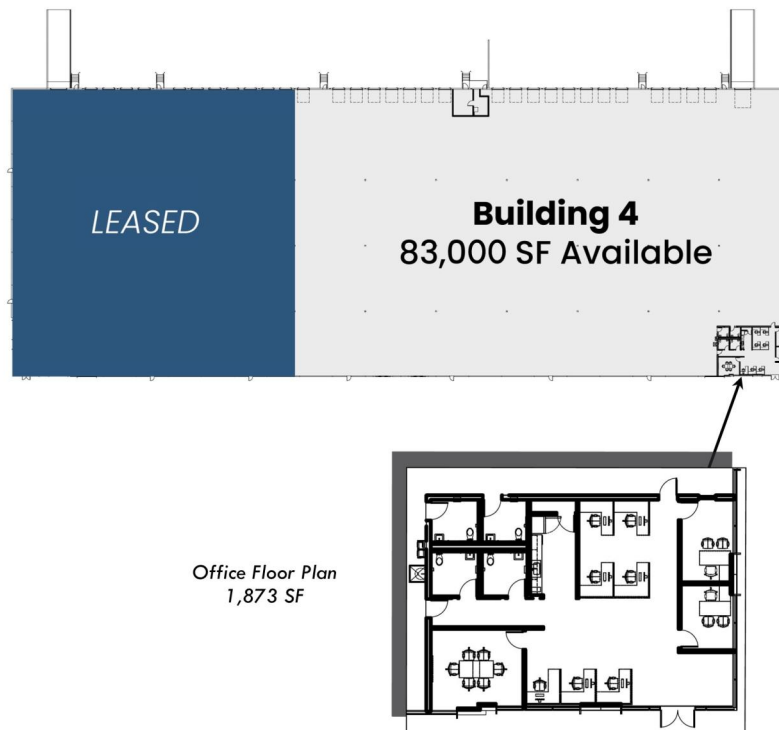 LEASED
Building 4
83,000 SF Available
Office Floor Plan
1,873 SF